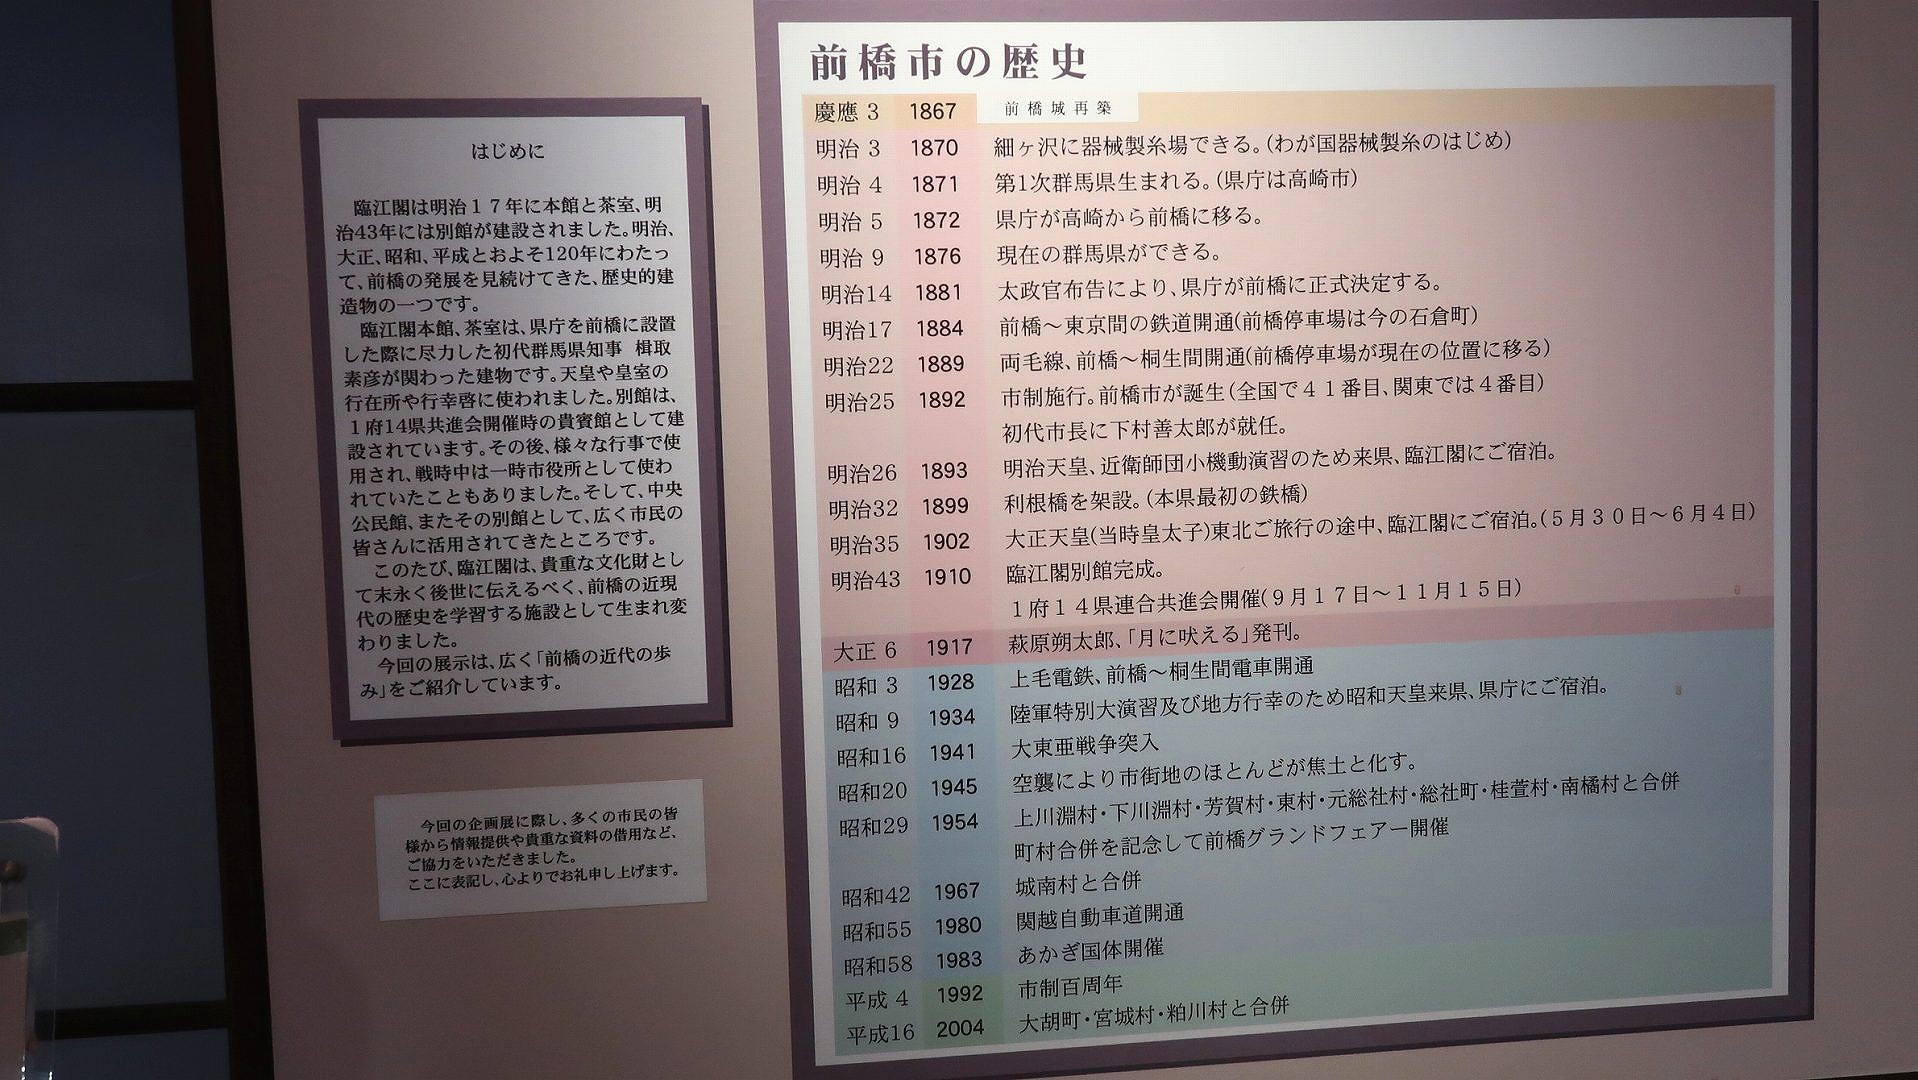 はじめに
臨江閣は明治１７年に本館と茶室、明
治43年には別館が建設されました。明治、
大正、昭和、平成とおよそ120年にわたっ
て、前橋の発展を見続けてきた、歴史的建
造物の一つです。
臨江閣本館、茶室は、県庁を前橋に設置
した際に尽力した初代群馬県知事 楫取
素彦が関わった建物です。天皇や皇室の
行在所や行幸啓に使われました。別館は、
１府14県共進会開催時の貴賓館として建
設されています。その後、様々な行事で使
用され、戦時中は一時市役所として使わ
れていたこともありました。そして、中央
公民館、またその別館として、広く市民の
皆さんに活用されてきたところです。
このたび、臨江閣は、貴重な文化財とし
て末永く後世に伝えるべく、前橋の近現
代の歴史を学習する施設として生まれ変
わりました。
今回の展示は、広く「前橋の近代の歩
み」をご紹介しています。
今回の企画展に際し、多くの市民の皆
様から情報提供や貴重な資料の借用など、
ご協力をいただきました。
ここに表記し、心よりでお礼申し上げます。
前橋市の歴史
慶應 3 1867 前橋城再築
明治 3 1870 細ヶ沢に器械製糸場できる。（わが国器械製糸のはじめ）
明治 4 1871 第1次群馬県生まれる。（県庁は高崎市）
明治 5 1872 県庁が高崎から前橋に移る。
明治 9 1876 現在の群馬県ができる。
明治14 1881 太政官布告により、県庁が前橋に正式決定する。
明治17 1884 前橋～東京間の鉄道開通(前橋停車場は今の石倉町)
明治22 1889 両毛線、前橋～桐生間開通(前橋停車場が現在の位置に移る)
明治25 1892 市制施行。前橋市が誕生（全国で４１番目、関東では４番目）
初代市長に下村善太郎が就任。
明治26 1893 明治天皇、近衛師団小機動演習のため来県、臨江閣にご宿泊。
明治32 1899 利根橋を架設。（本県最初の鉄橋）
明治35 1902 大正天皇(当時皇太子)東北ご旅行の途中、臨江閣にご宿泊。（５月３０日～６月４日）
明治43 1910 臨江閣別館完成。
１府１４県連合共進会開催（９月１７日～１１月１５日）
大正 6 1917 萩原朔太郎、「月に吠える」発刊。
昭和 3 1928 上毛電鉄、前橋～桐生間電車開通
昭和 9 1934 陸軍特別大演習及び地方行幸のため昭和天皇来県、県庁にご宿泊。
昭和16 1941 大東亜戦争突入
昭和20 1945 空襲により市街地のほとんどが焦土と化す。
昭和29 1954 上川淵村・下川淵村・芳賀村・東村・元総社村・総社町・桂萱村・南橘村と合併
町村合併を記念して前橋グランドフェアー開催
昭和42 1967 城南村と合併
昭和55 1980 関越自動車道開通
昭和58 1983 あかぎ国体開催
平成 4 1992 市制百周年
平成16 2004 大胡町・宮城村・粕川村と合併